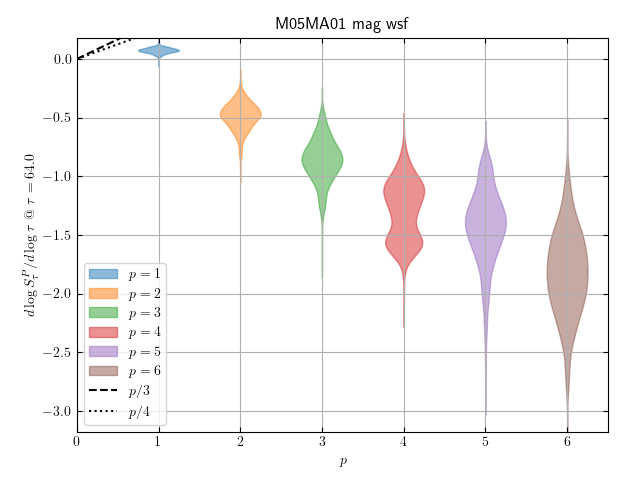 M05MA01 mag wsf
d log S_τ^P / d log τ @ τ = 64.0
0.0
−0.5
−1.0
−1.5
−2.0
−2.5
−3.0
p = 1
p = 2
p = 3
p = 4
p = 5
p = 6
p/3
p/4
0 1 2 3 4 5 6
p